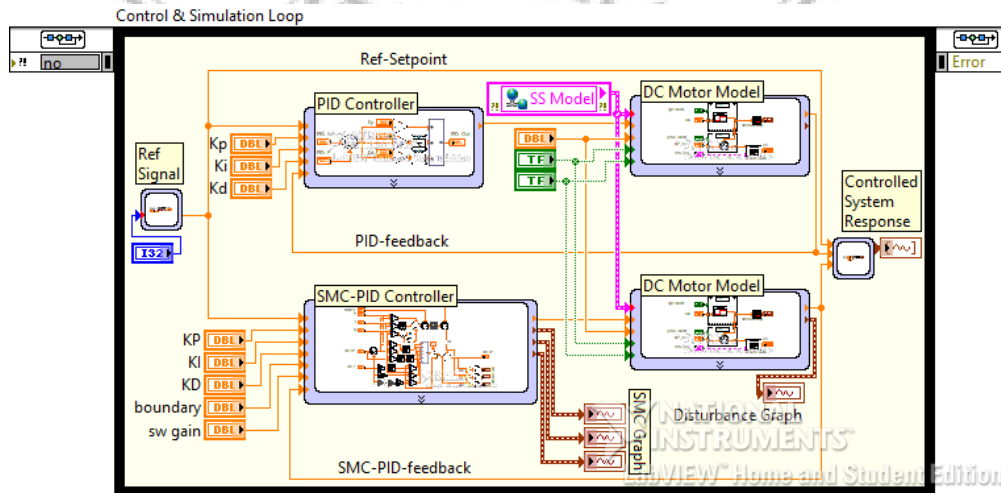 Control & Simulation Loop
no
Error
Ref-Setpoint
PID Controller
SS Model
DC Motor Model
Kp DBL
Ki DBL
Kd DBL
DBL
TF
TF
Ref
Signal
I32
Controlled
System
Response
PID-feedback
SMC-PID Controller
DC Motor Model
KP DBL
KI DBL
KD DBL
boundary DBL
sw gain DBL
SMC Graph
Disturbance Graph
SMC-PID-feedback
NATIONAL
INSTRUMENTS™
LabVIEW™ Home and Student Edition